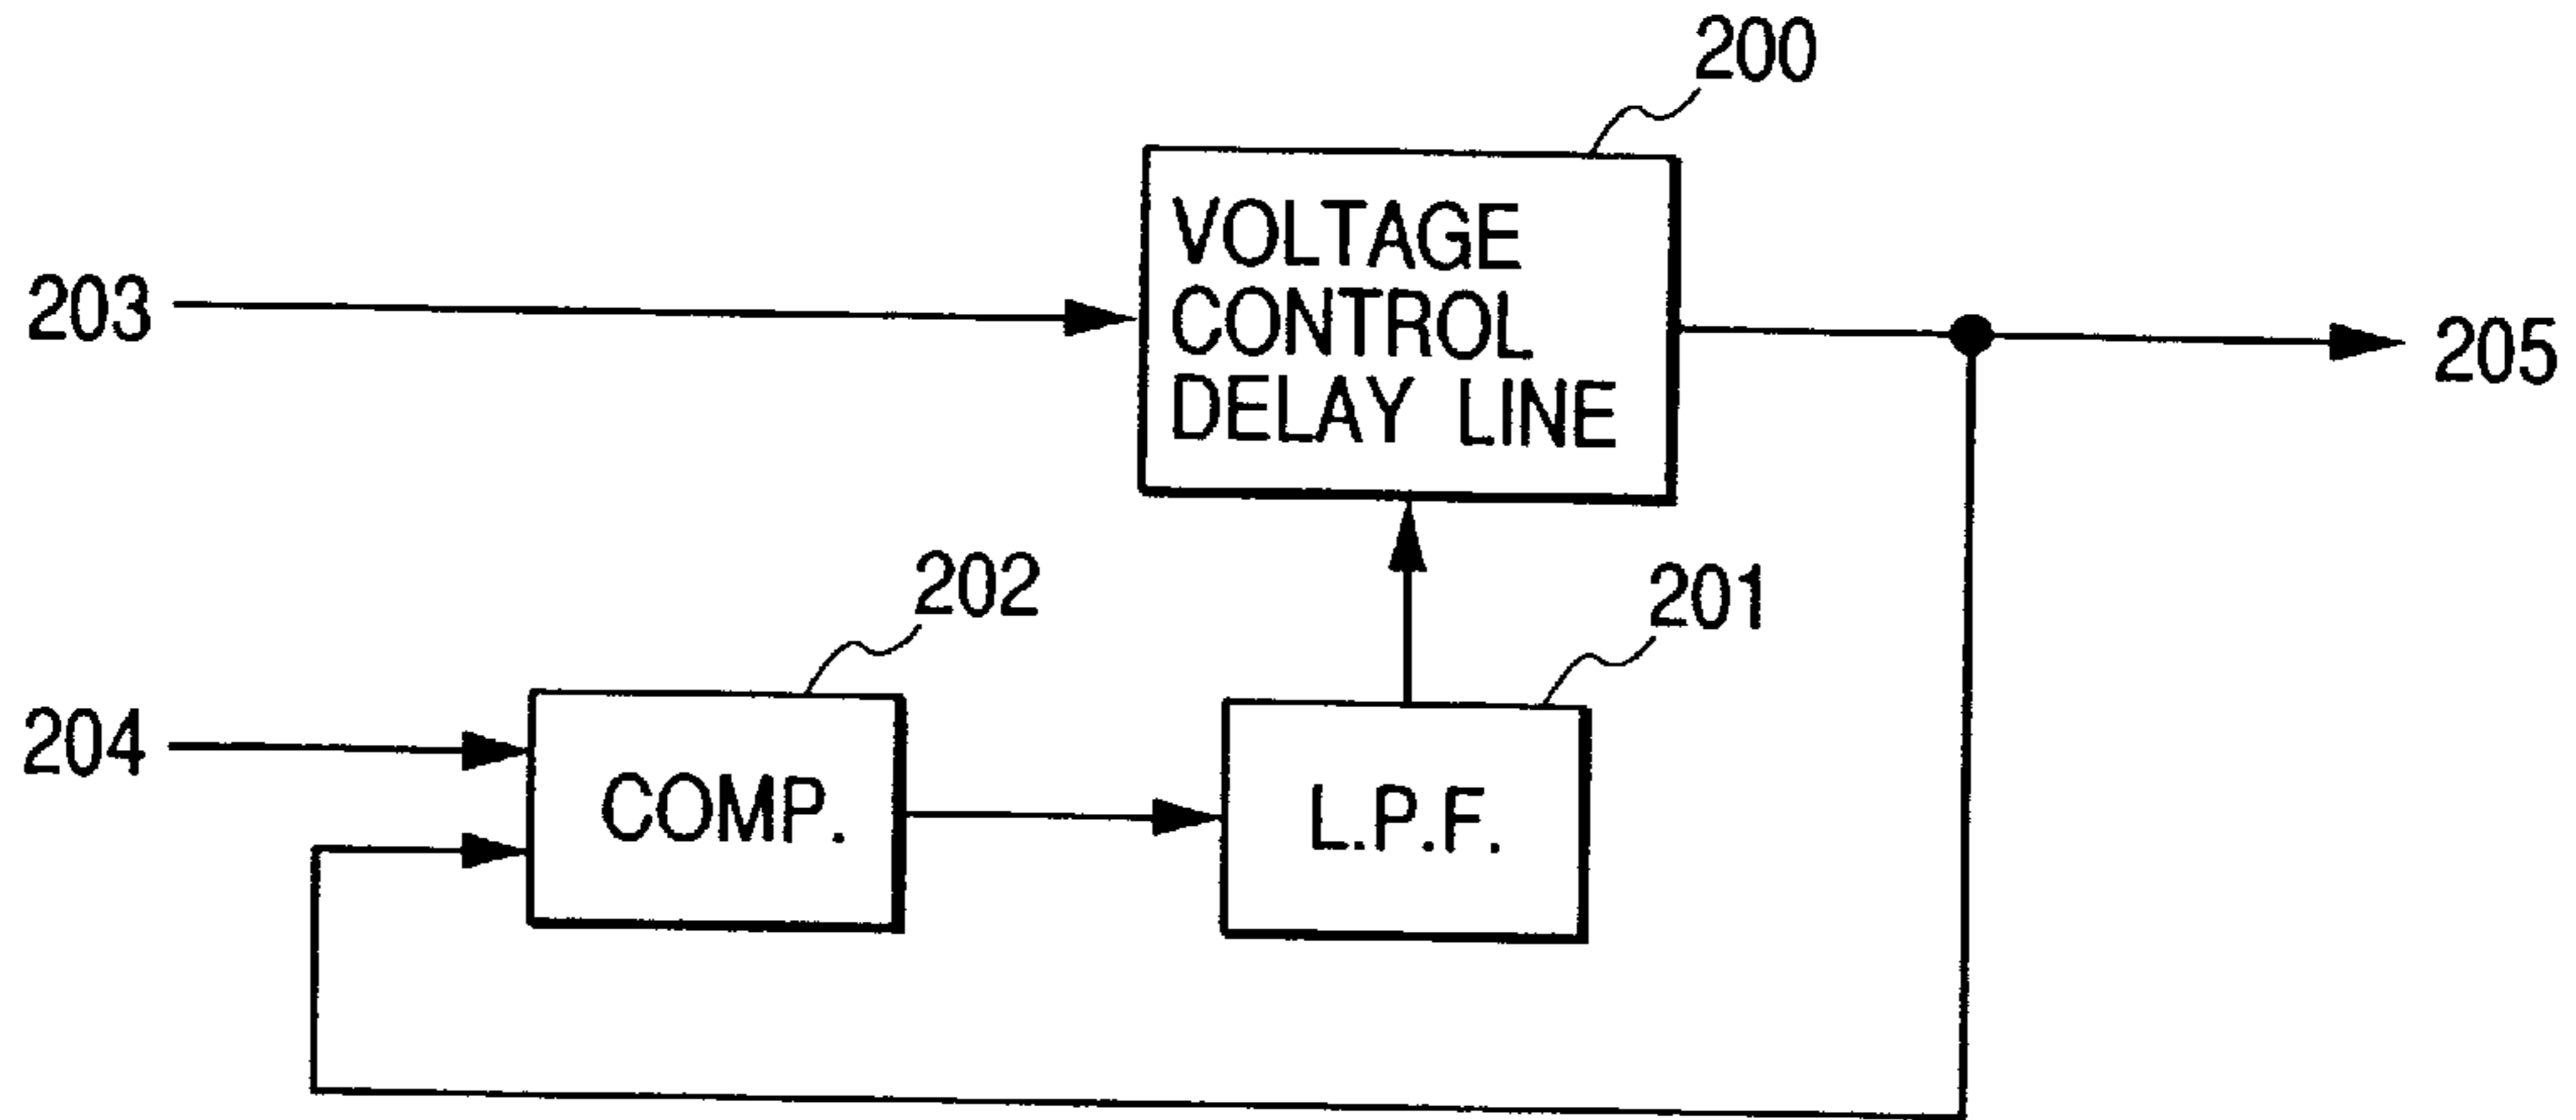 200
VOLTAGE
CONTROL
DELAY LINE
203
205
202
201
204
COMP.
L.P.F.